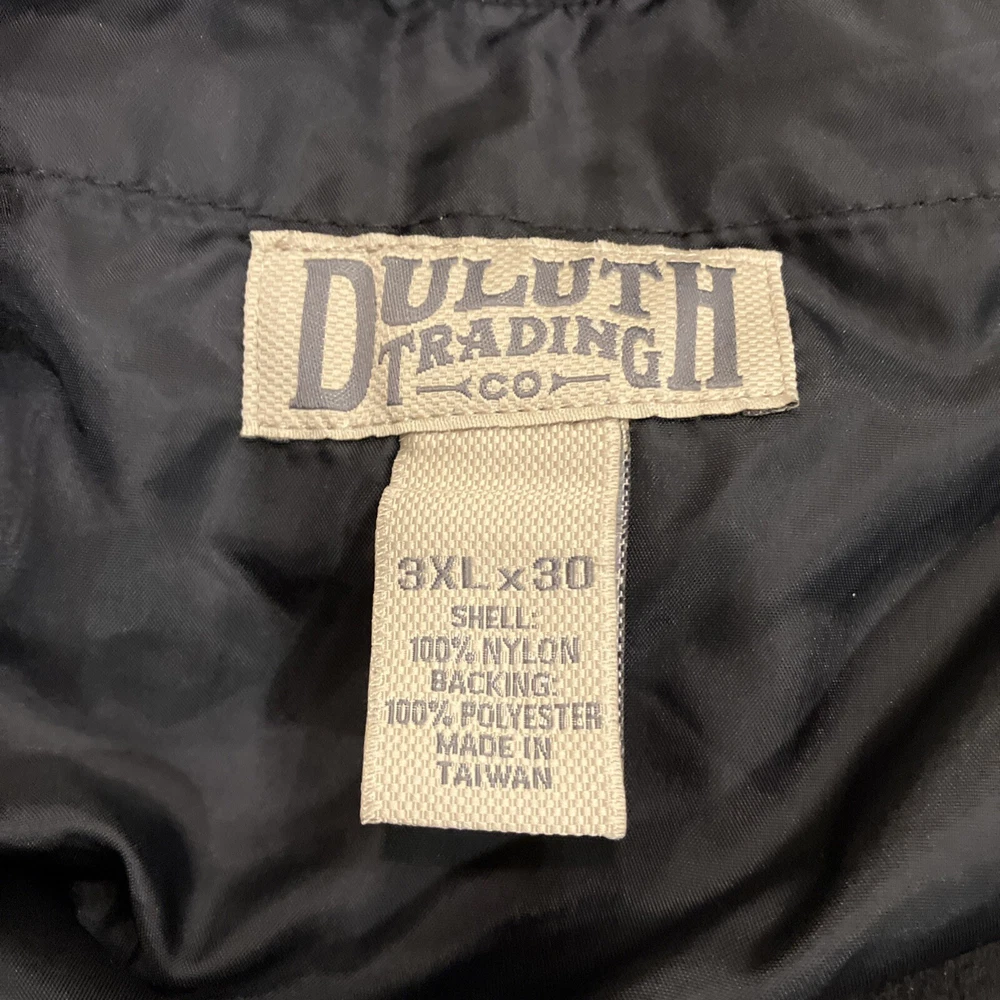 DULUTH
TRADING
CO
3XL x 30
SHELL:
100% NYLON
BACKING:
100% POLYESTER
MADE IN
TAIWAN